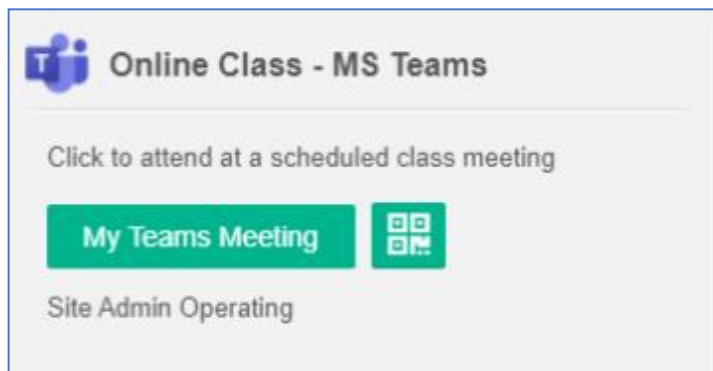 T
Online Class - MS Teams
Click to attend at a scheduled class meeting
My Teams Meeting
Site Admin Operating